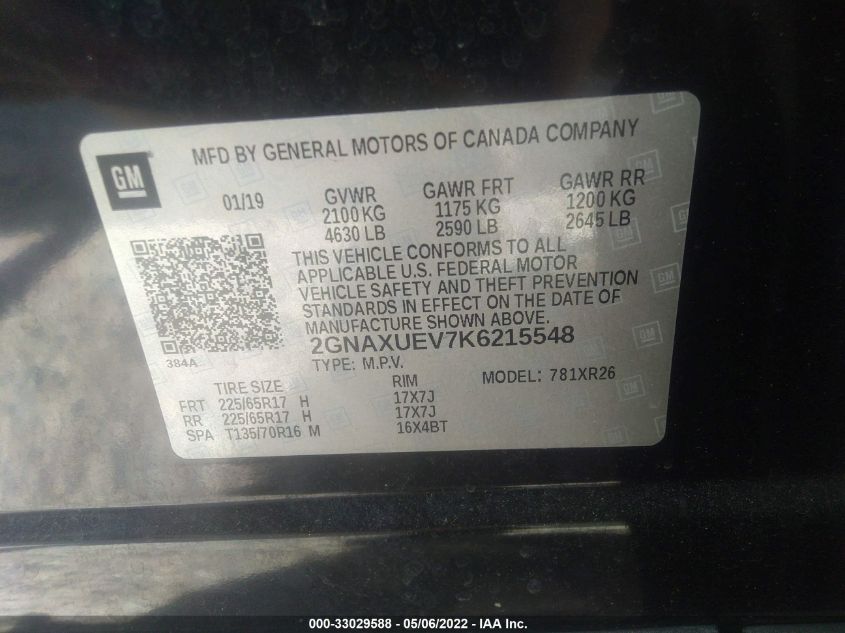 GM
MFD BY GENERAL MOTORS OF CANADA COMPANY
01/19 GVWR GAWR FRT GAWR RR
2100 KG 1175 KG 1200 KG
4630 LB 2590 LB 2645 LB
THIS VEHICLE CONFORMS TO ALL
APPLICABLE U.S. FEDERAL MOTOR
VEHICLE SAFETY AND THEFT PREVENTION
STANDARDS IN EFFECT ON THE DATE OF
MANUFACTURE SHOWN ABOVE.
384A
2GNAXUEV7K6215548
TYPE: M.P.V.
MODEL: 781XR26
TIRE SIZE RIM
FRT 225/65R17 H 17X7J
RR 225/65R17 H 17X7J
SPA T135/70R16 M 16X4BT
000-33029588 - 05/06/2022 - IAA Inc.